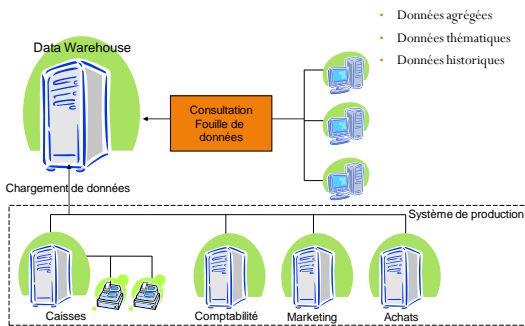 • Données agrégées
• Données thématiques
• Données historiques
Data Warehouse
Consultation
Fouille de
données
Chargement de données
Système de production
Caisses
Comptabilité
Marketing
Achats